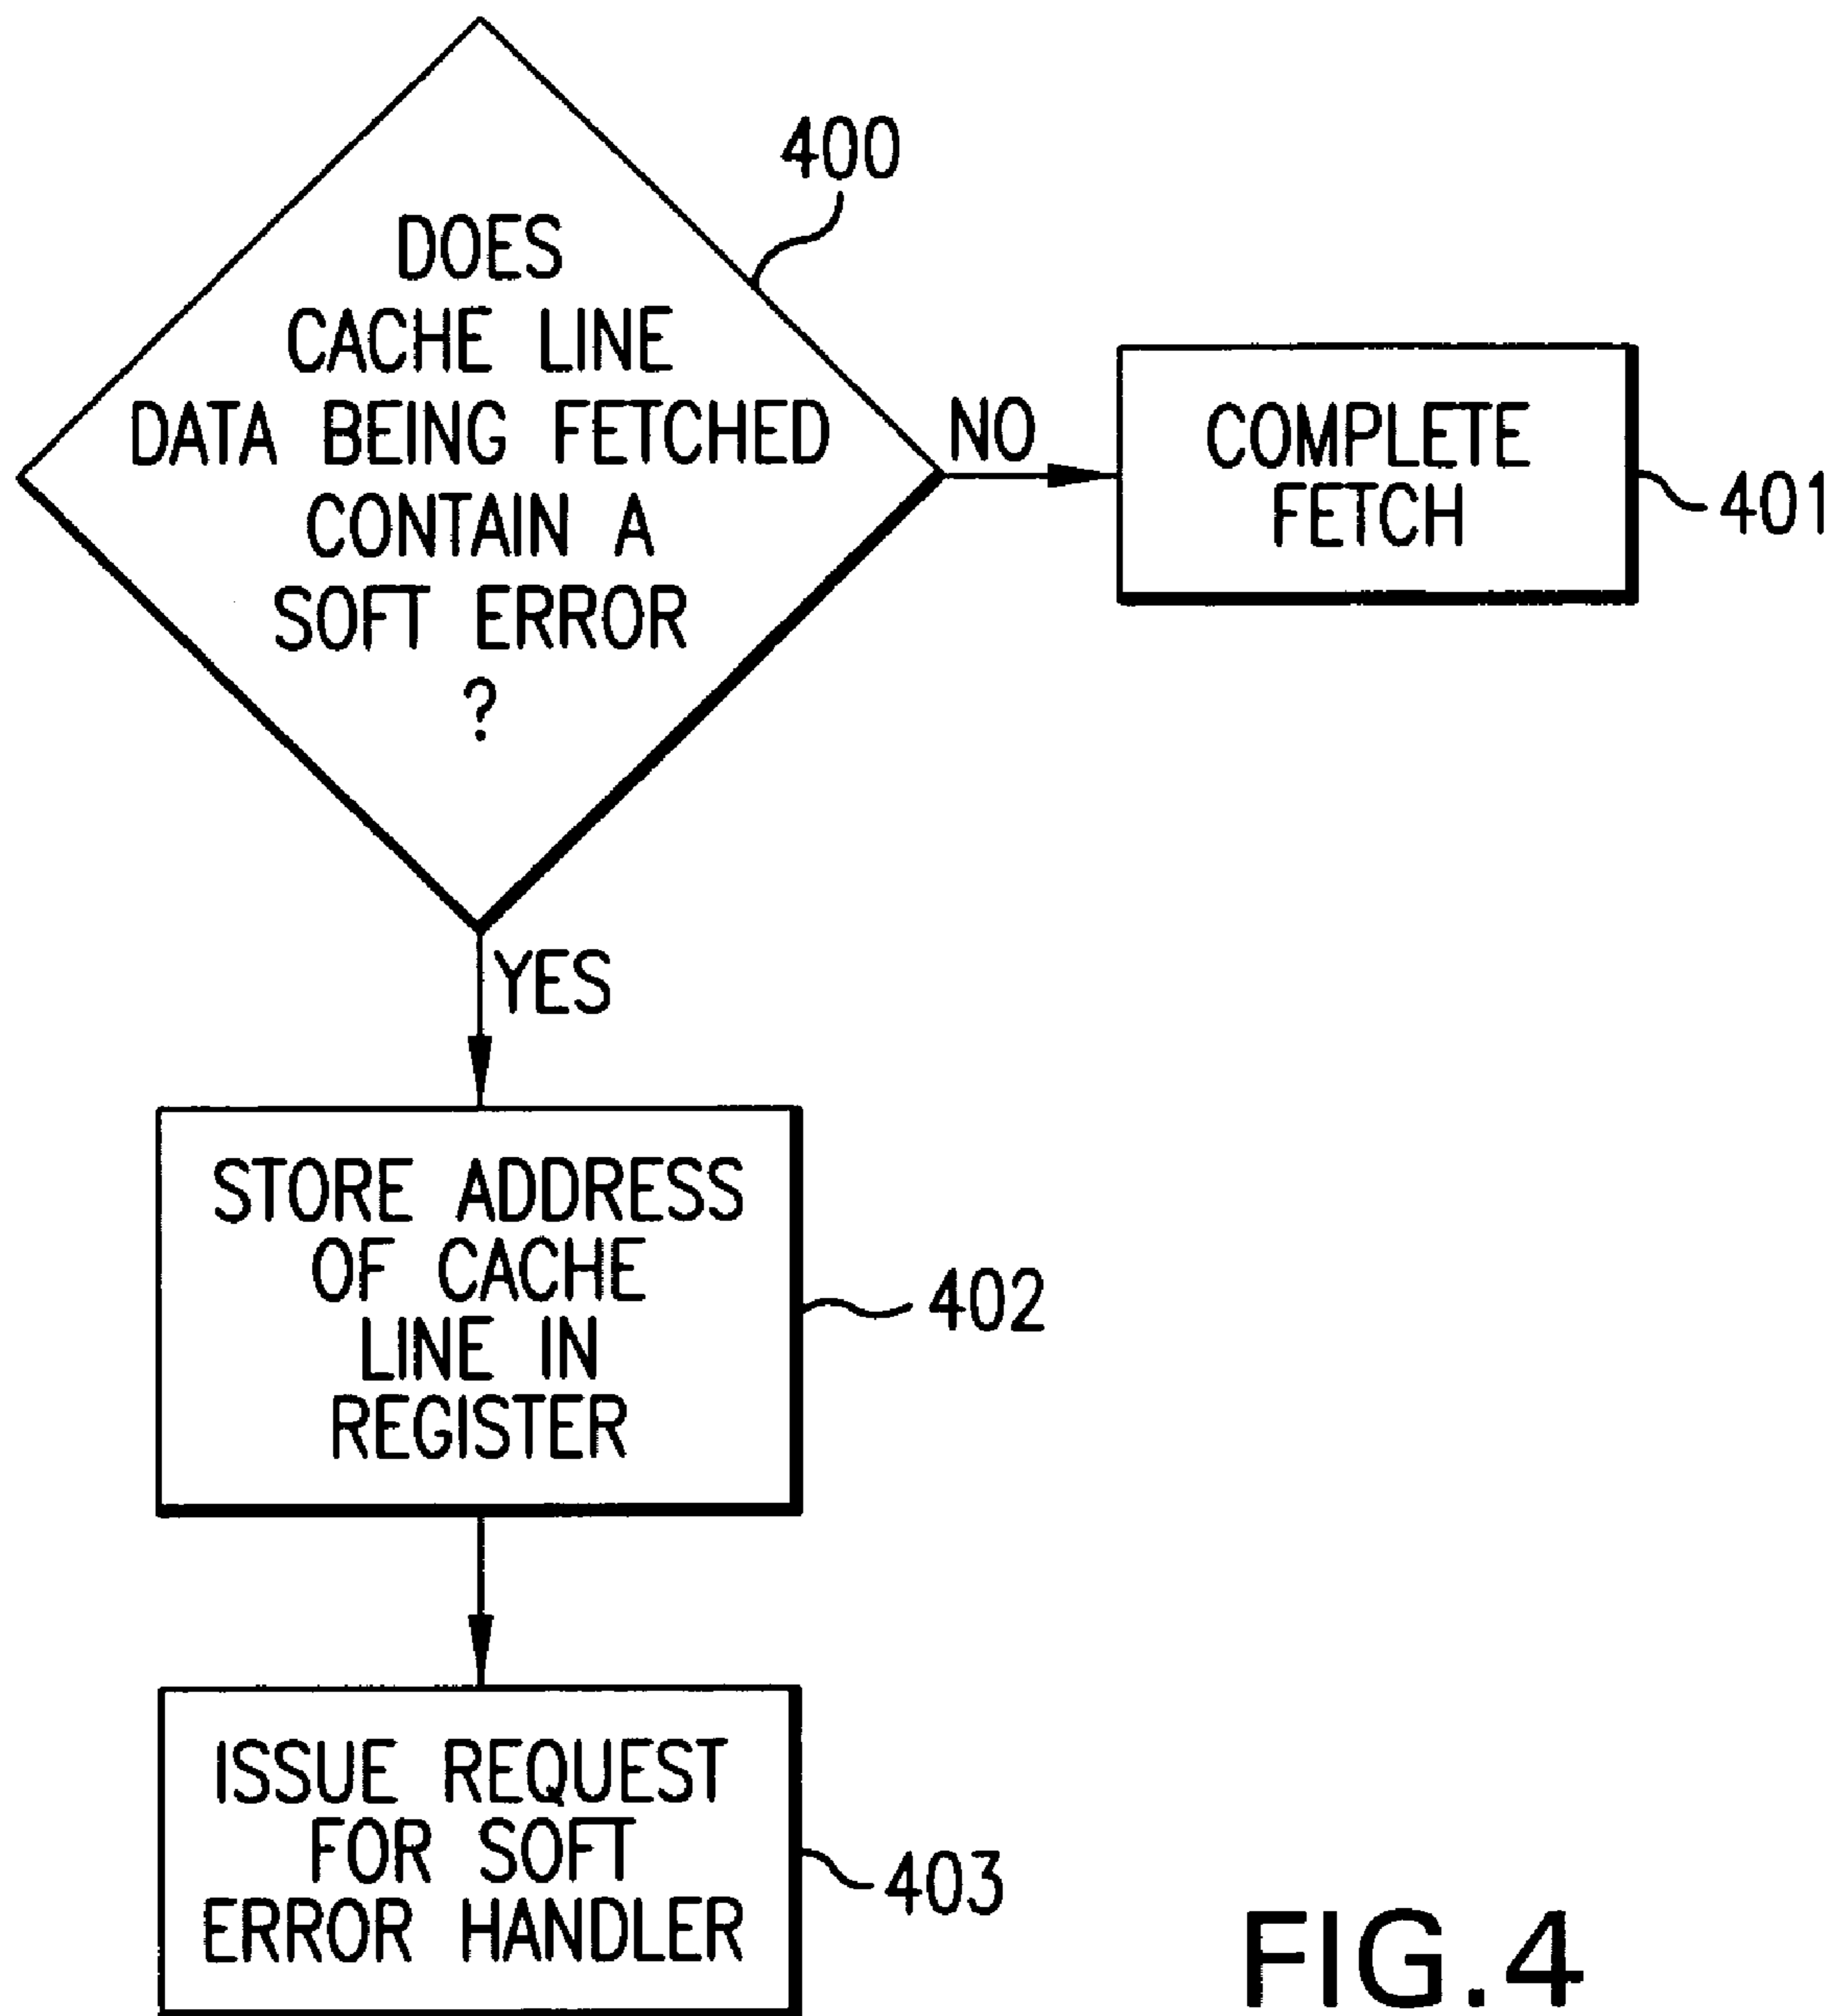 400
DOES
CACHE LINE
DATA BEING FETCHED
CONTAIN A
SOFT ERROR
?
NO
COMPLETE
FETCH
401
YES
STORE ADDRESS
OF CACHE
LINE IN
REGISTER
402
ISSUE REQUEST
FOR SOFT
ERROR HANDLER
403
FIG.4